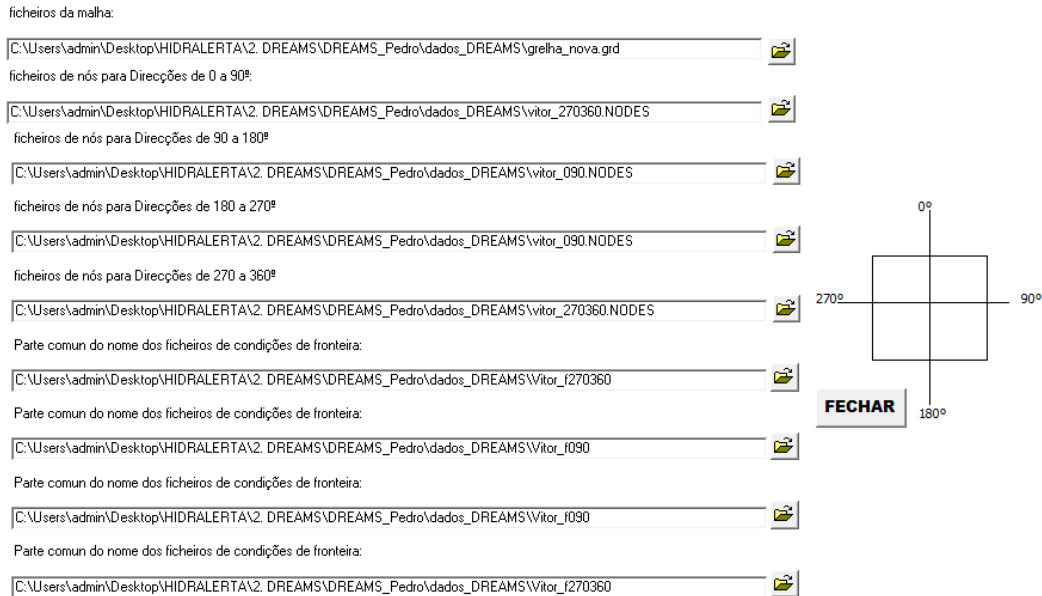 ficheiros da malha:
C:\Users\admin\Desktop\HIDRALERTA\2. DREAMS\DREAMS_Pedro\dados_DREAMS\grelha_nova.grd
ficheiros de nós para Direcções de 0 a 90º:
C:\Users\admin\Desktop\HIDRALERTA\2. DREAMS\DREAMS_Pedro\dados_DREAMS\vitor_270360.NODES
ficheiros de nós para Direcções de 90 a 180º
C:\Users\admin\Desktop\HIDRALERTA\2. DREAMS\DREAMS_Pedro\dados_DREAMS\vitor_090.NODES
ficheiros de nós para Direcções de 180 a 270º
C:\Users\admin\Desktop\HIDRALERTA\2. DREAMS\DREAMS_Pedro\dados_DREAMS\vitor_090.NODES
ficheiros de nós para Direcções de 270 a 360º
C:\Users\admin\Desktop\HIDRALERTA\2. DREAMS\DREAMS_Pedro\dados_DREAMS\vitor_270360.NODES
Parte comun do nome dos ficheiros de condições de fronteira:
C:\Users\admin\Desktop\HIDRALERTA\2. DREAMS\DREAMS_Pedro\dados_DREAMS\Vitor_f270360
Parte comun do nome dos ficheiros de condições de fronteira:
C:\Users\admin\Desktop\HIDRALERTA\2. DREAMS\DREAMS_Pedro\dados_DREAMS\Vitor_f090
Parte comun do nome dos ficheiros de condições de fronteira:
C:\Users\admin\Desktop\HIDRALERTA\2. DREAMS\DREAMS_Pedro\dados_DREAMS\Vitor_f090
Parte comun do nome dos ficheiros de condições de fronteira:
C:\Users\admin\Desktop\HIDRALERTA\2. DREAMS\DREAMS_Pedro\dados_DREAMS\Vitor_f270360
0º
270º
90º
180º
FECHAR